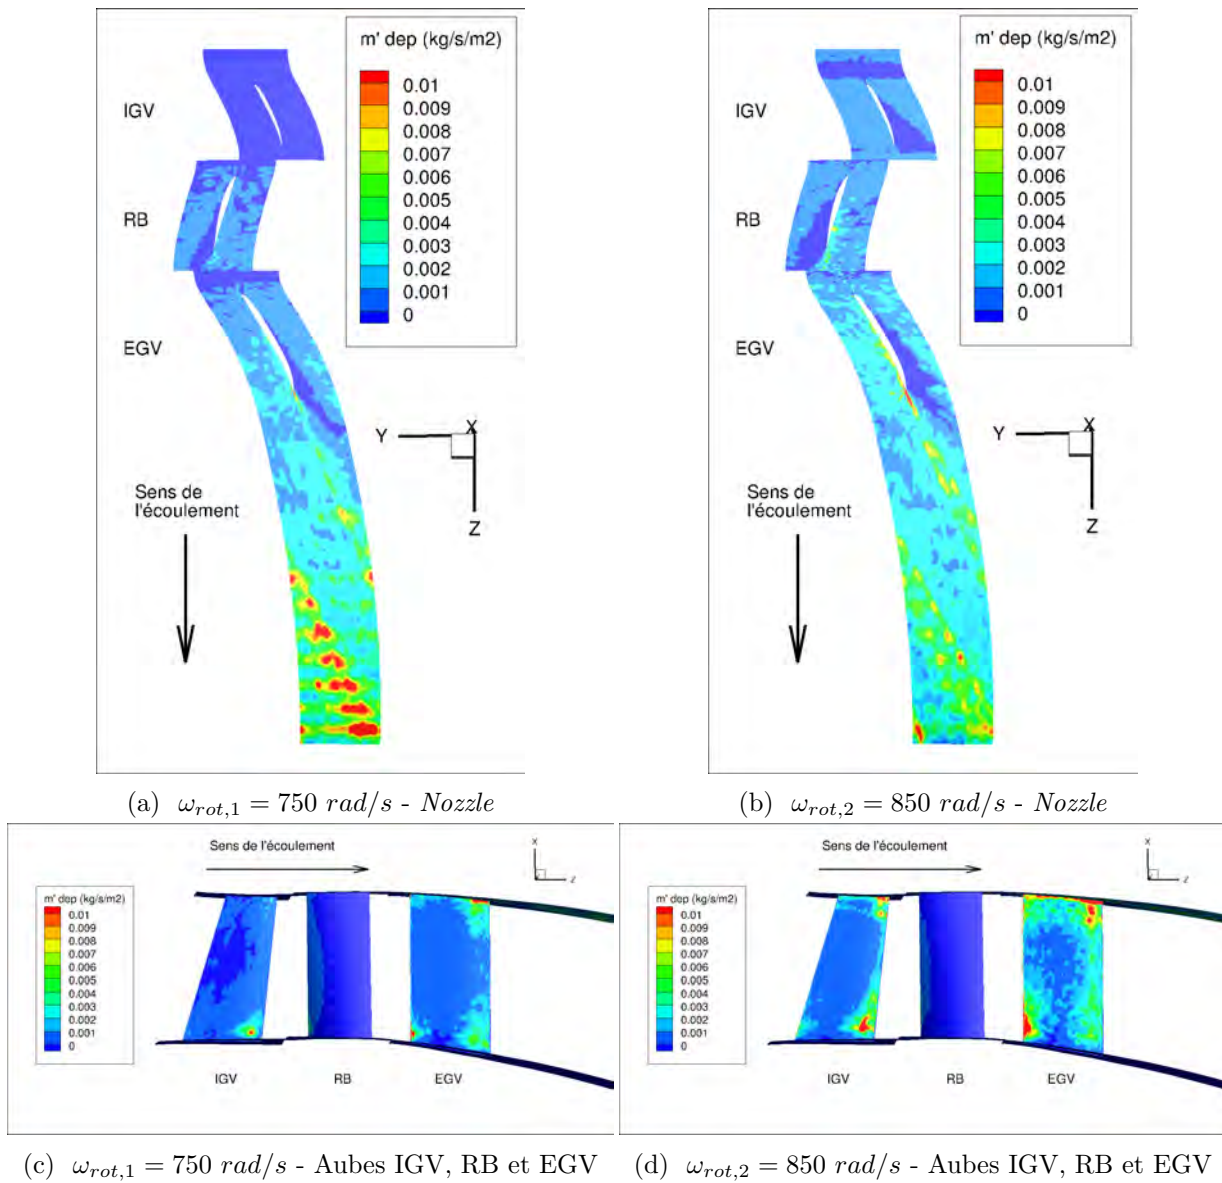 m' dep (kg/s/m2)
0.01
0.009
0.008
0.007
0.006
0.005
0.004
0.003
0.002
0.001
0
IGV
RB
EGV
Y
X
Z
Sens de
l'écoulement
(a) ω_rot,1 = 750 rad/s - Nozzle
m' dep (kg/s/m2)
0.01
0.009
0.008
0.007
0.006
0.005
0.004
0.003
0.002
0.001
0
IGV
RB
EGV
Y
X
Z
Sens de
l'écoulement
(b) ω_rot,2 = 850 rad/s - Nozzle
Sens de l'écoulement
X
Z
m' dep (kg/s/m2)
0.01
0.009
0.008
0.007
0.006
0.005
0.004
0.003
0.002
0.001
0
IGV
RB
EGV
(c) ω_rot,1 = 750 rad/s - Aubes IGV, RB et EGV
Sens de l'écoulement
X
Z
m' dep (kg/s/m2)
0.01
0.009
0.008
0.007
0.006
0.005
0.004
0.003
0.002
0.001
0
IGV
RB
EGV
(d) ω_rot,2 = 850 rad/s - Aubes IGV, RB et EGV